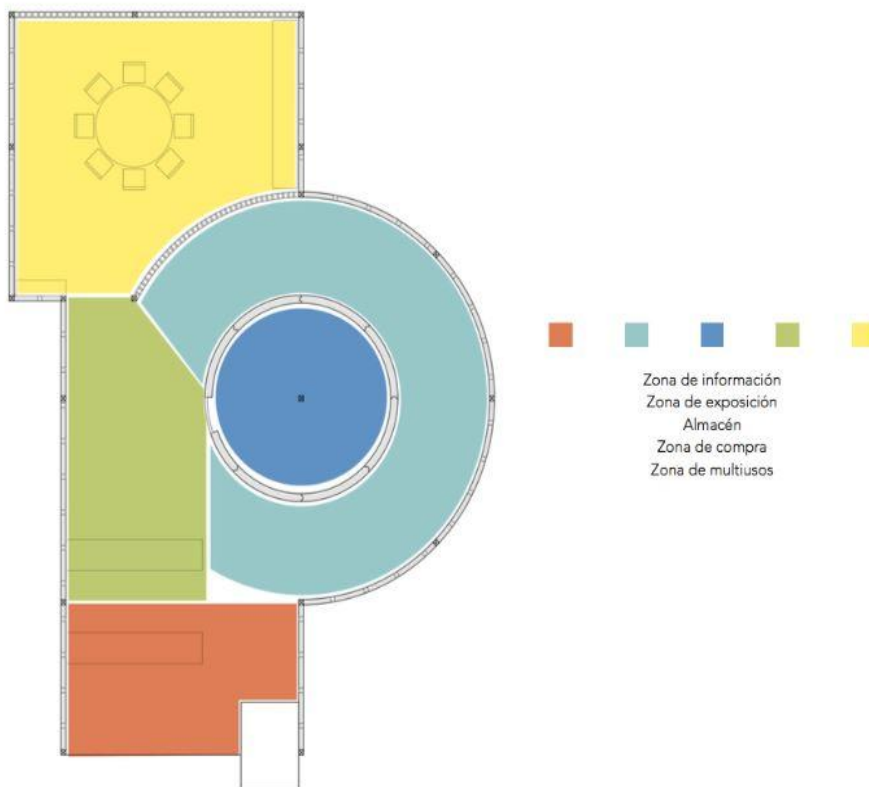 Zona de información
Zona de exposición
Almacén
Zona de compra
Zona de multiusos